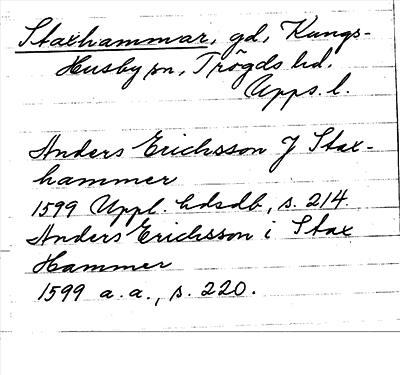 Staxhammar, gd, Kungs-
Husby sn, Trögds hd.
Upps. l.
Anders Erichsson J Stax-
hammer
1599 Uppl. hdsdb, s. 214
Anders Erichsson i Stax
Hammer
1599 a.a., s. 220.